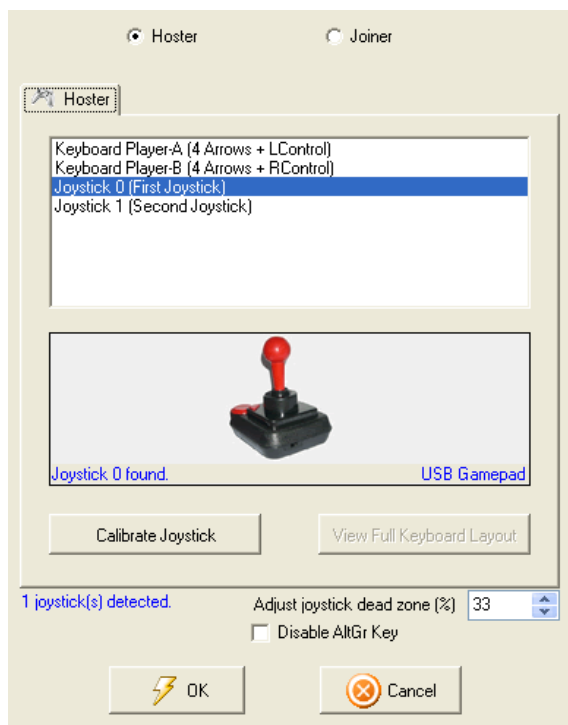 Hoster
Joiner
Hoster
Keyboard Player-A (4 Arrows + LControl)
Keyboard Player-B (4 Arrows + RControl)
Joystick 0 (First Joystick)
Joystick 1 (Second Joystick)
Joystick 0 found.
USB Gamepad
Calibrate Joystick
View Full Keyboard Layout
1 joystick(s) detected.
Adjust joystick dead zone (%) 33
Disable AltGr Key
OK
Cancel